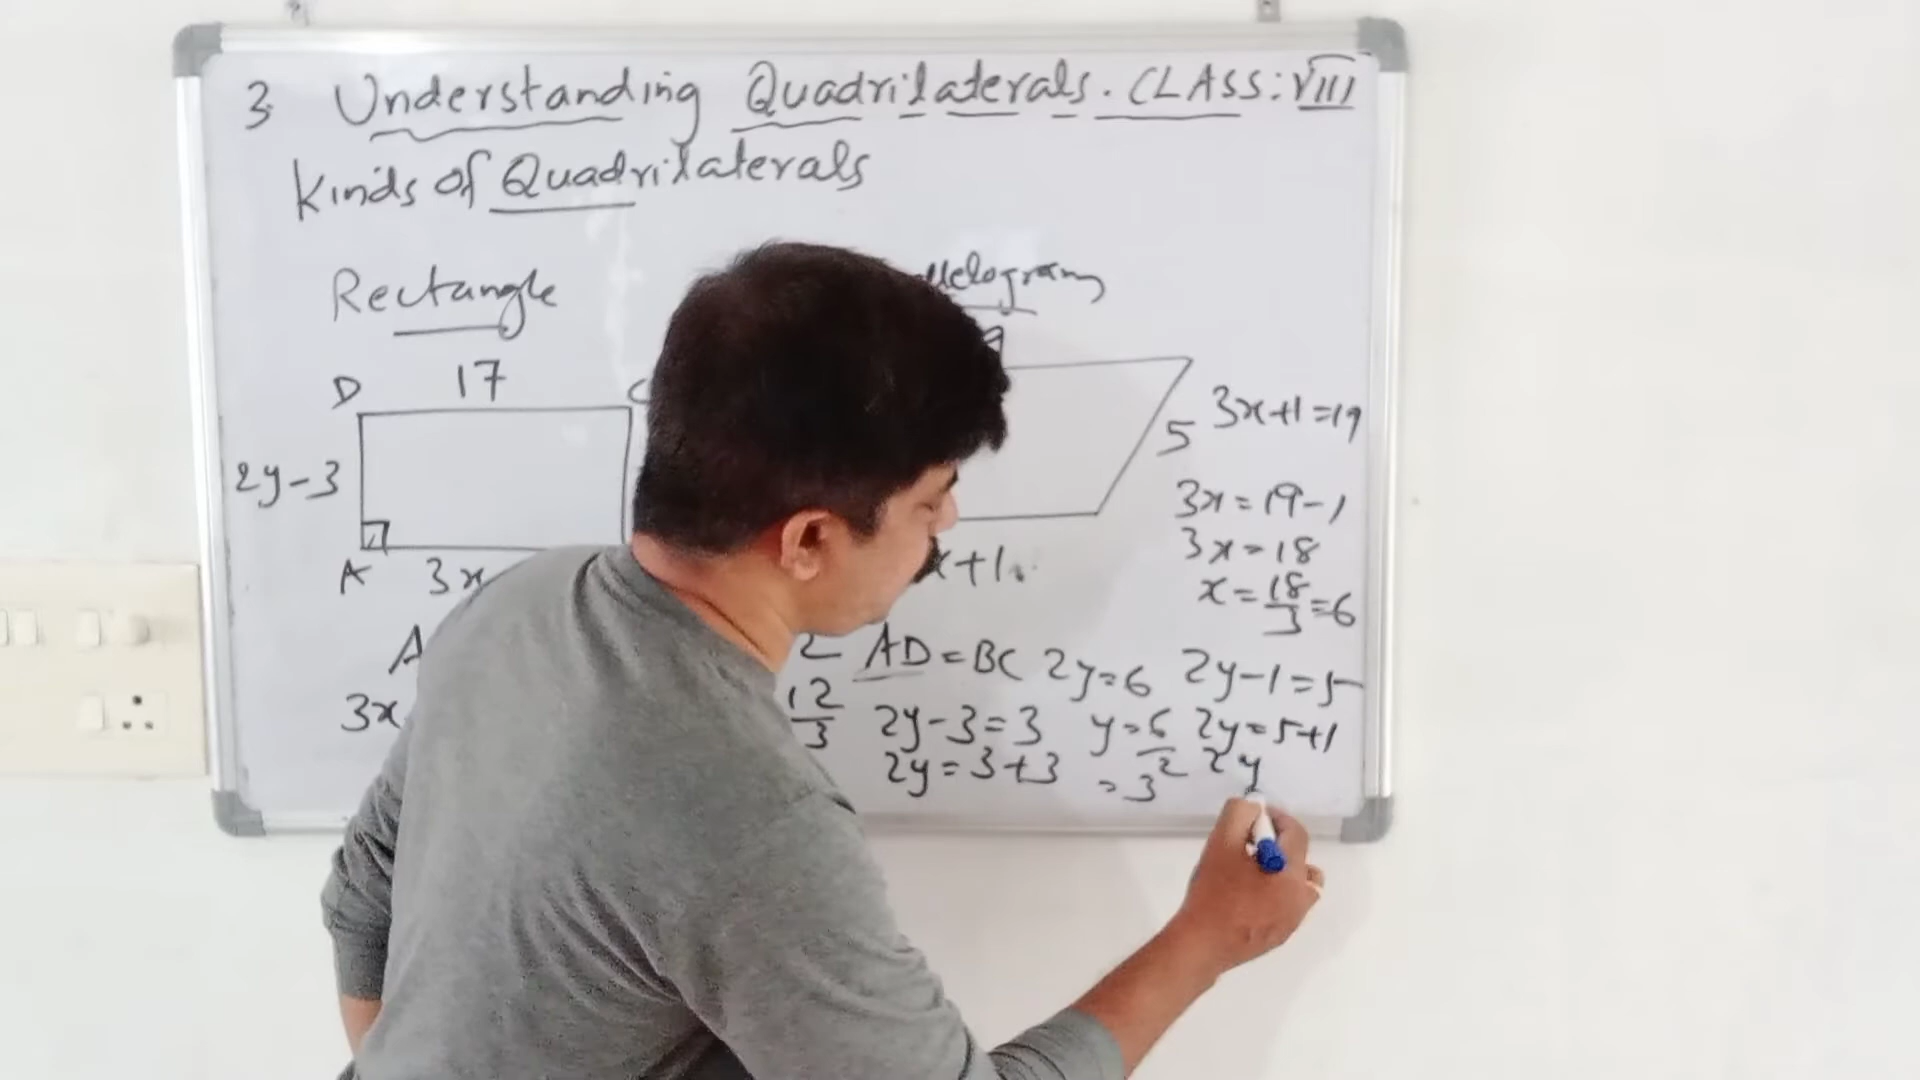 3 Understanding Quadrilaterals. CLASS: VIII
Kinds of Quadrilaterals
Rectangle
17
D
2y-3
A 3x
5
x+1
3x+1=19
3x=19-1
3x=18
x=18/3=6
A
3x
2
12/3
AD=BC
2y-3=3
2y=3+3
2y=6
y=6/2
=3
2y-1=5
2y=5+1
2y